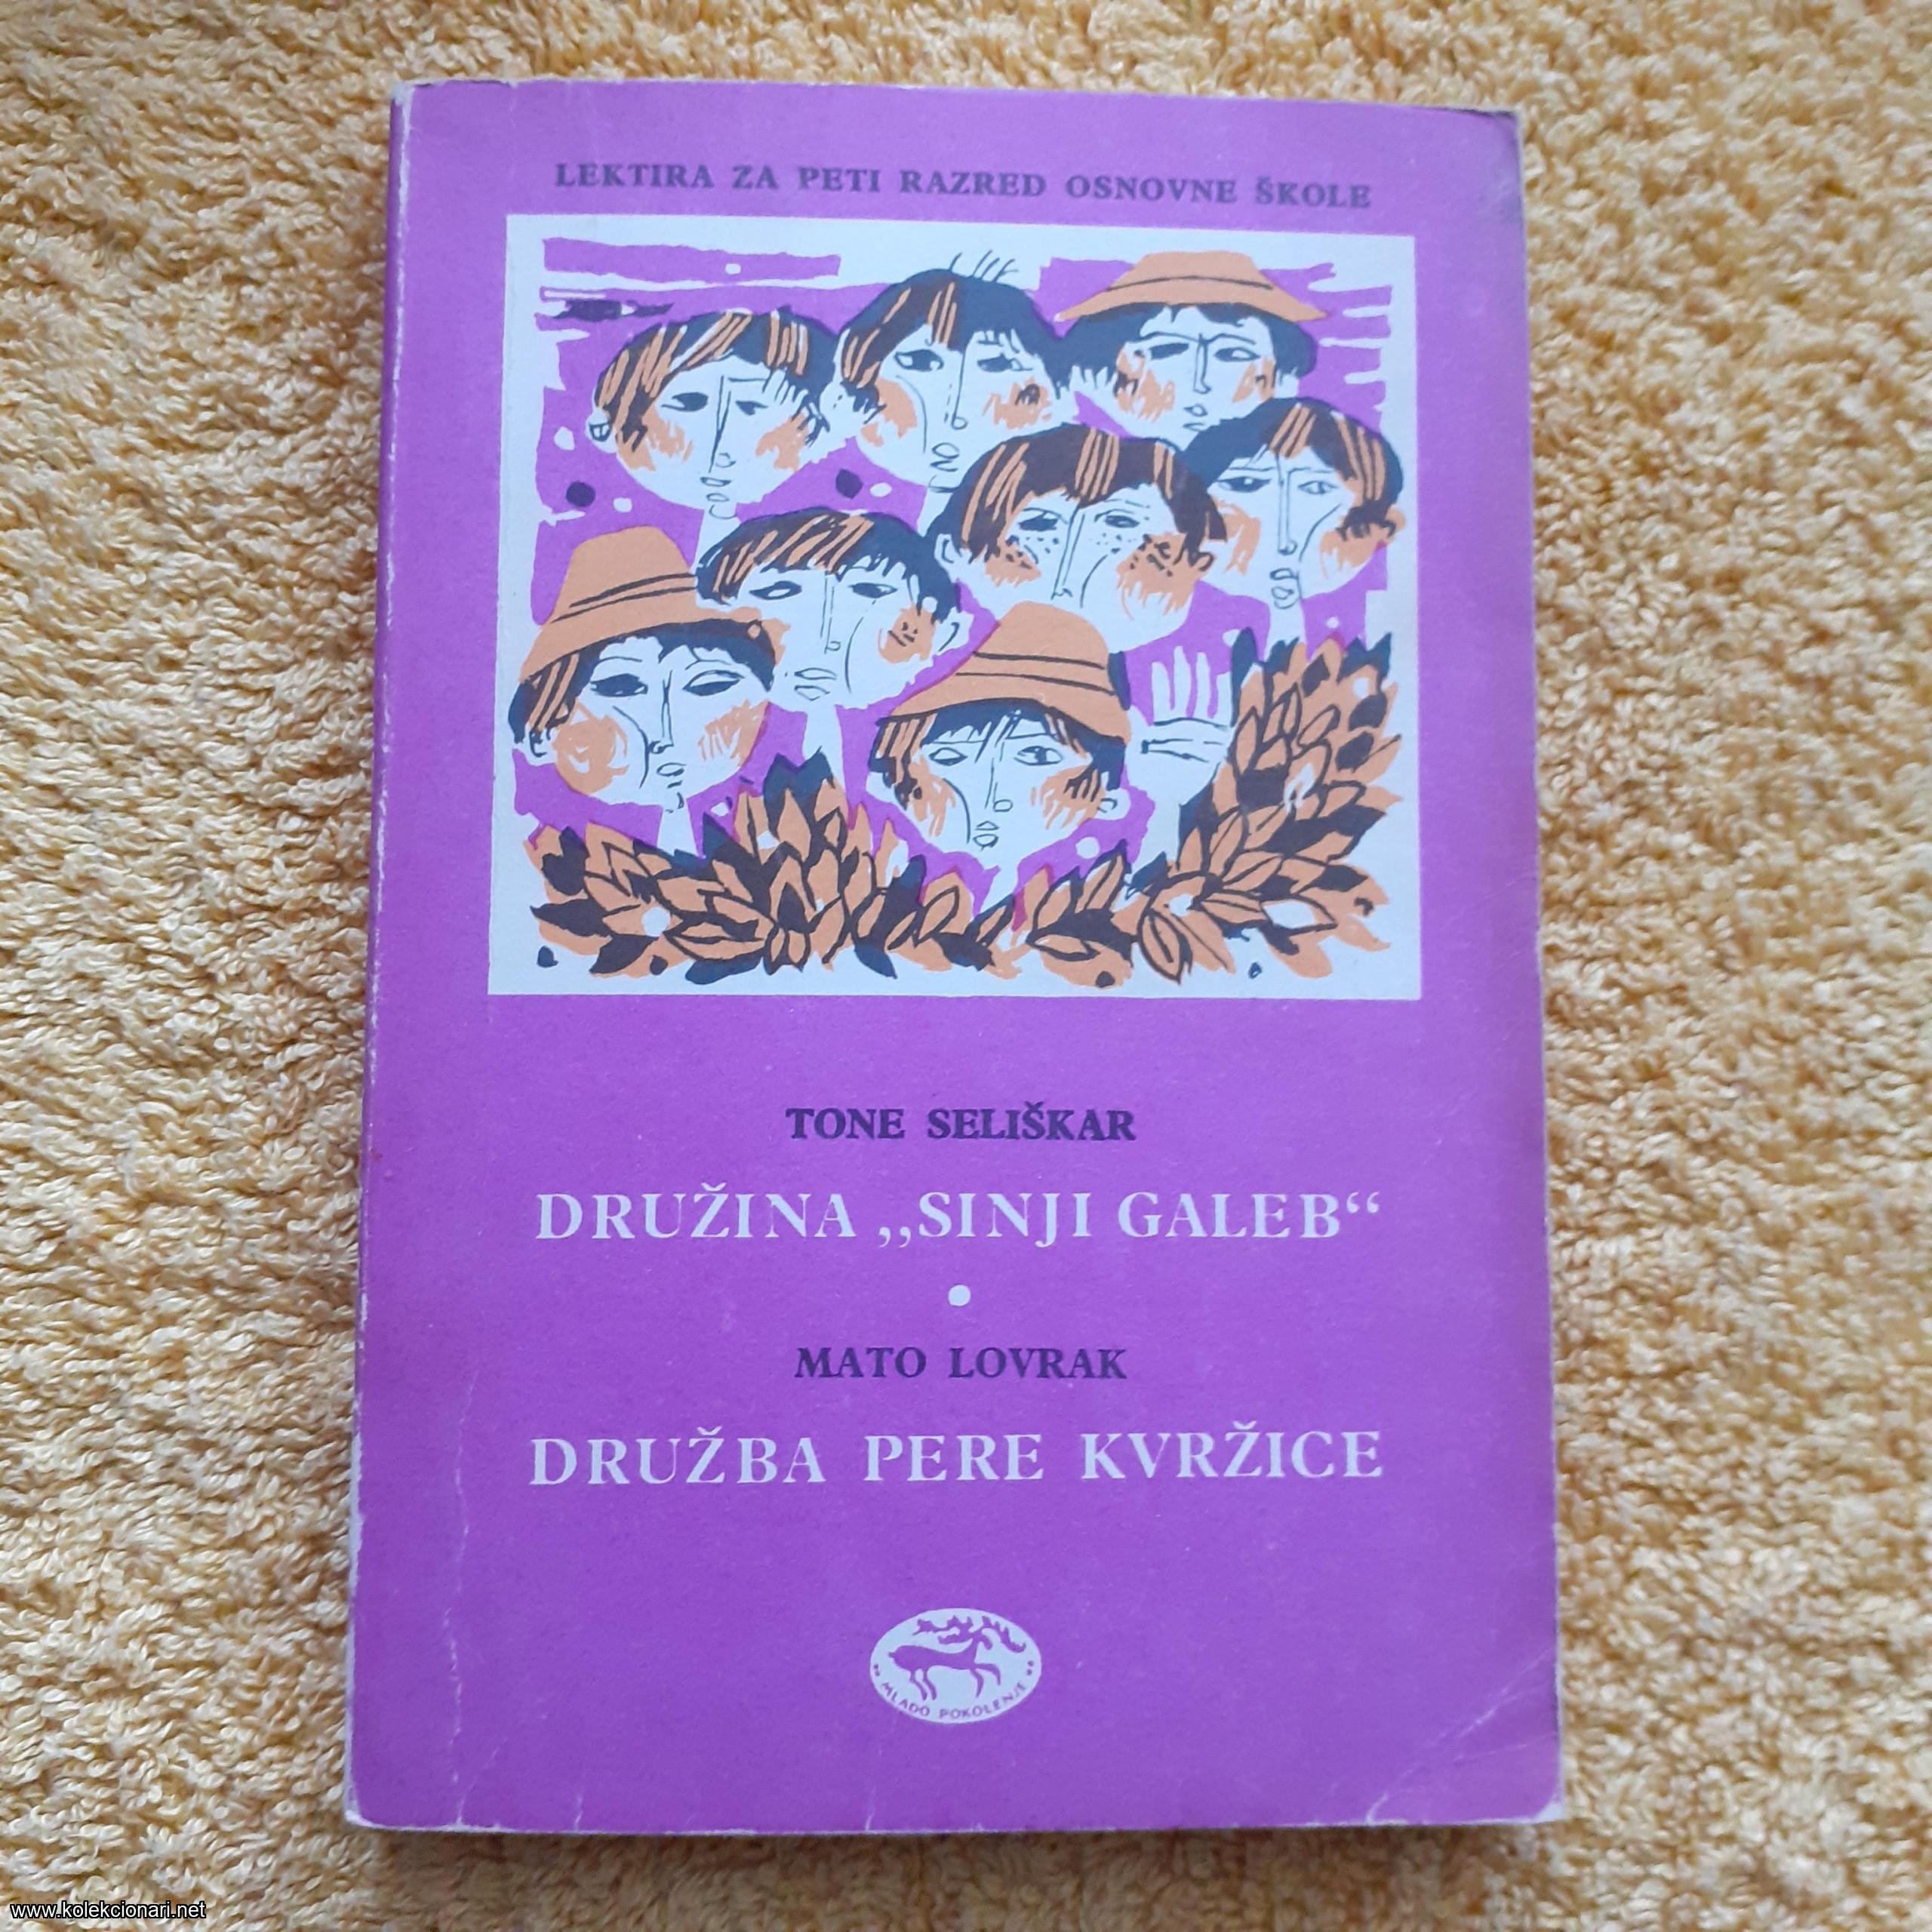 LEKTIRA ZA PETI RAZRED OSNOVNE ŠKOLE
TONE SELIŠKAR
DRUŽINA „SINJI GALEB“
MATO LOVRAK
DRUŽBA PERE KVRŽICE
MLADO POKOLENJE
www.kolekcionari.net